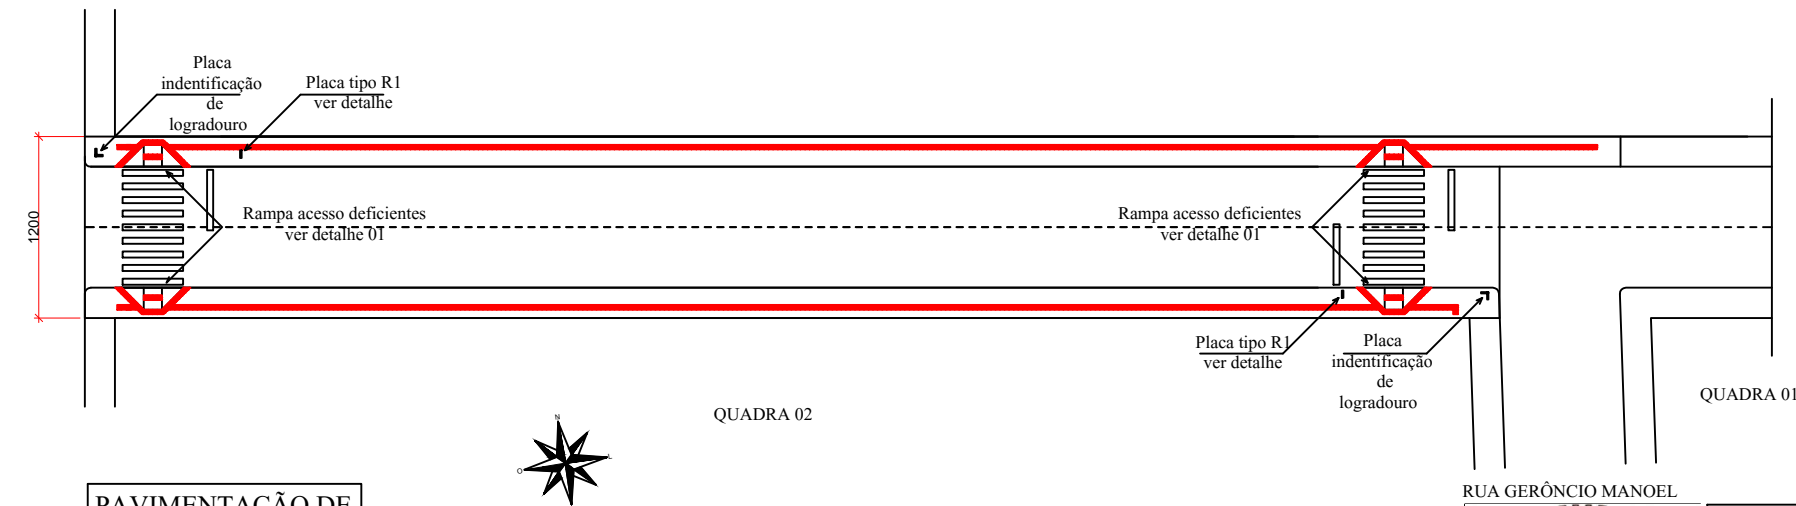 Placa
indentificação
de
logradouro
Placa tipo R1
ver detalhe
1200
Rampa acesso deficientes
ver detalhe 01
Rampa acesso deficientes
ver detalhe 01
Placa tipo R1
ver detalhe
Placa
indentificação
de
logradouro
QUADRA 01
QUADRA 02
N
L
O
RUA GERÔNCIO MANOEL
PAVIMENTAÇÃO DE